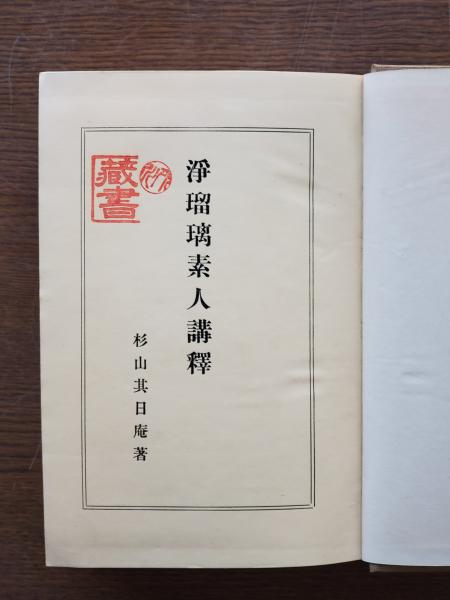 淨瑠璃素人講釋
杉山其日庵著
藏書